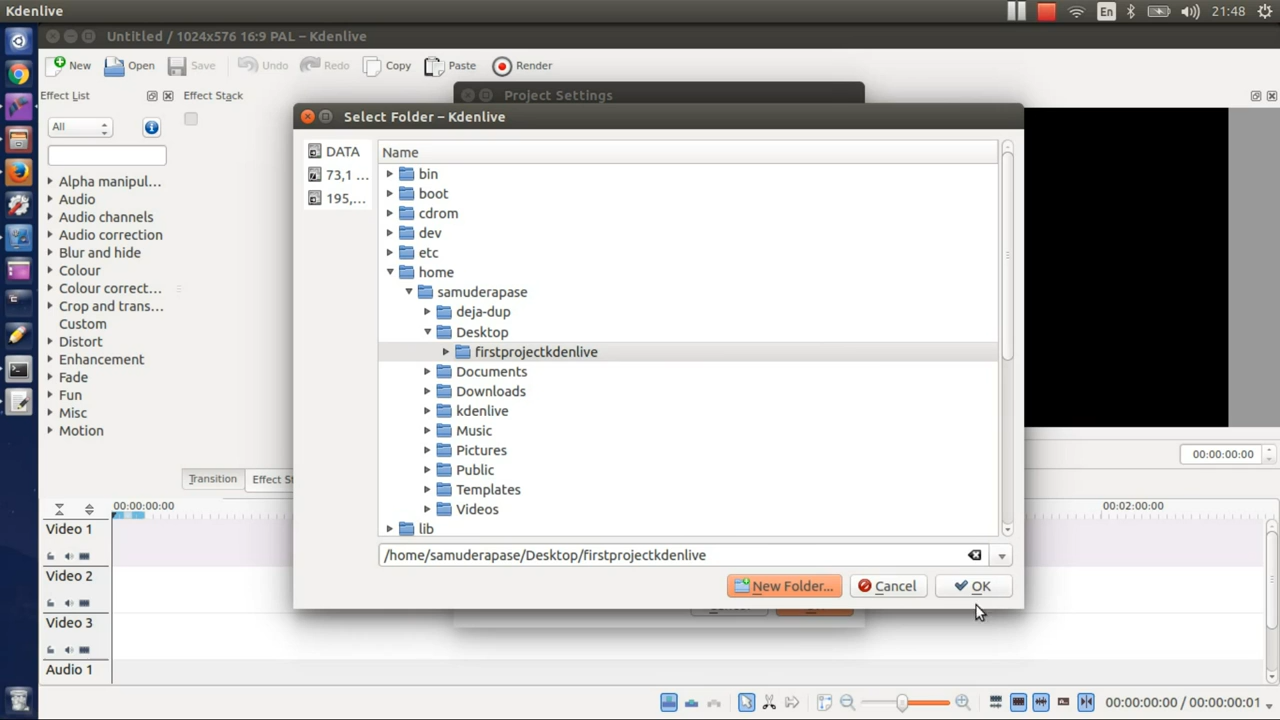 Kdenlive
En
21:48
Untitled / 1024x576 16:9 PAL – Kdenlive
New
Open
Save
Undo
Redo
Copy
Paste
Render
Effect List
Effect Stack
Project Settings
Select Folder – Kdenlive
All
DATA
73,1 ...
195,...
Name
bin
boot
cdrom
dev
etc
home
samuderapase
deja-dup
Desktop
firstprojectkdenlive
Documents
Downloads
kdenlive
Music
Pictures
Public
Templates
Videos
lib
Alpha manipul...
Audio
Audio channels
Audio correction
Blur and hide
Colour
Colour correct...
Crop and trans...
Custom
Distort
Enhancement
Fade
Fun
Misc
Motion
/home/samuderapase/Desktop/firstprojectkdenlive
New Folder...
Cancel
OK
00:00:00:00
Transition
Effect St
00:00:00:00
00:02:00:00
Video 1
Video 2
Video 3
Audio 1
00:00:00:00 / 00:00:00:01